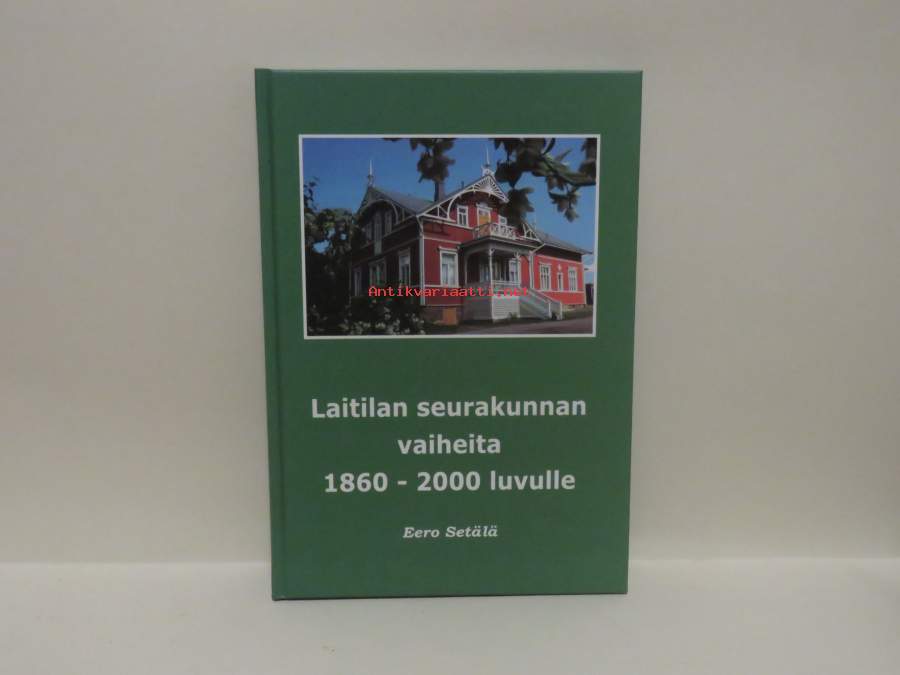 Antikvariaatti.net
Laitilan seurakunnan
vaiheita
1860 - 2000 luvulle
Eero Setälä